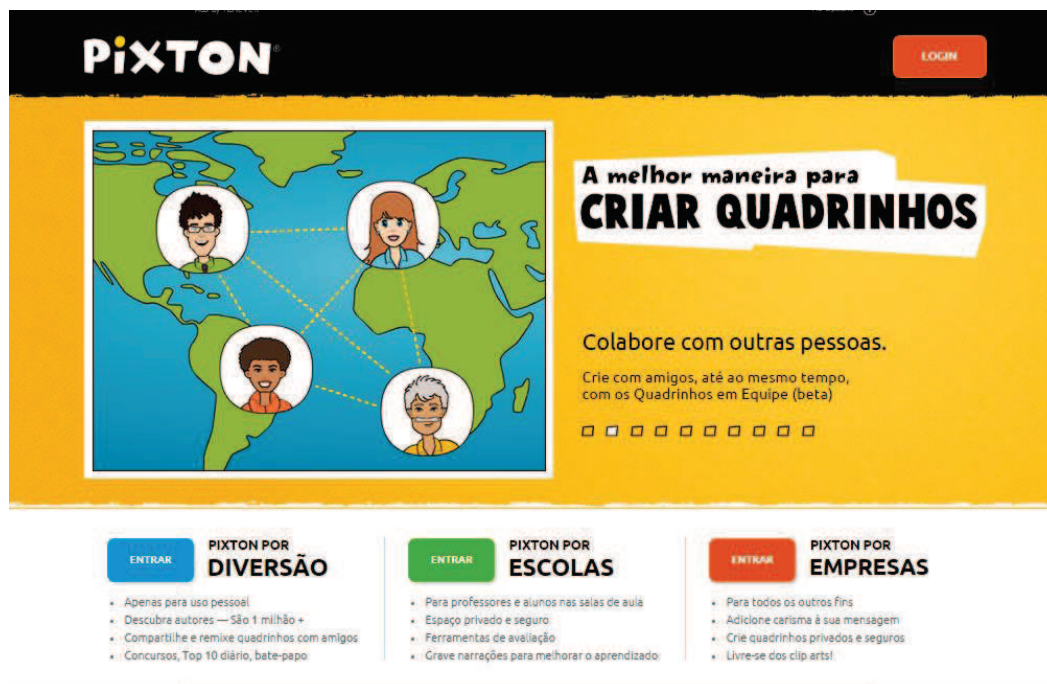 PiXTON®
LOGIN
A melhor maneira para
CRIAR QUADRINHOS
Colabore com outras pessoas.
Crie com amigos, até ao mesmo tempo,
com os Quadrinhos em Equipe (beta)
ENTRAR
PIXTON POR
DIVERSÃO
Apenas para uso pessoal
Descubra autores — São 1 milhão +
Compartilhe e remixe quadrinhos com amigos
Concursos, Top 10 diário, bate-papo
ENTRAR
PIXTON POR
ESCOLAS
Para professores e alunos nas salas de aula
Espaço privado e seguro
Ferramentas de avaliação
Grave narrações para melhorar o aprendizado
ENTRAR
PIXTON POR
EMPRESAS
Para todos os outros fins
Adicione carisma à sua mensagem
Crie quadrinhos privados e seguros
Livre-se dos clip arts!